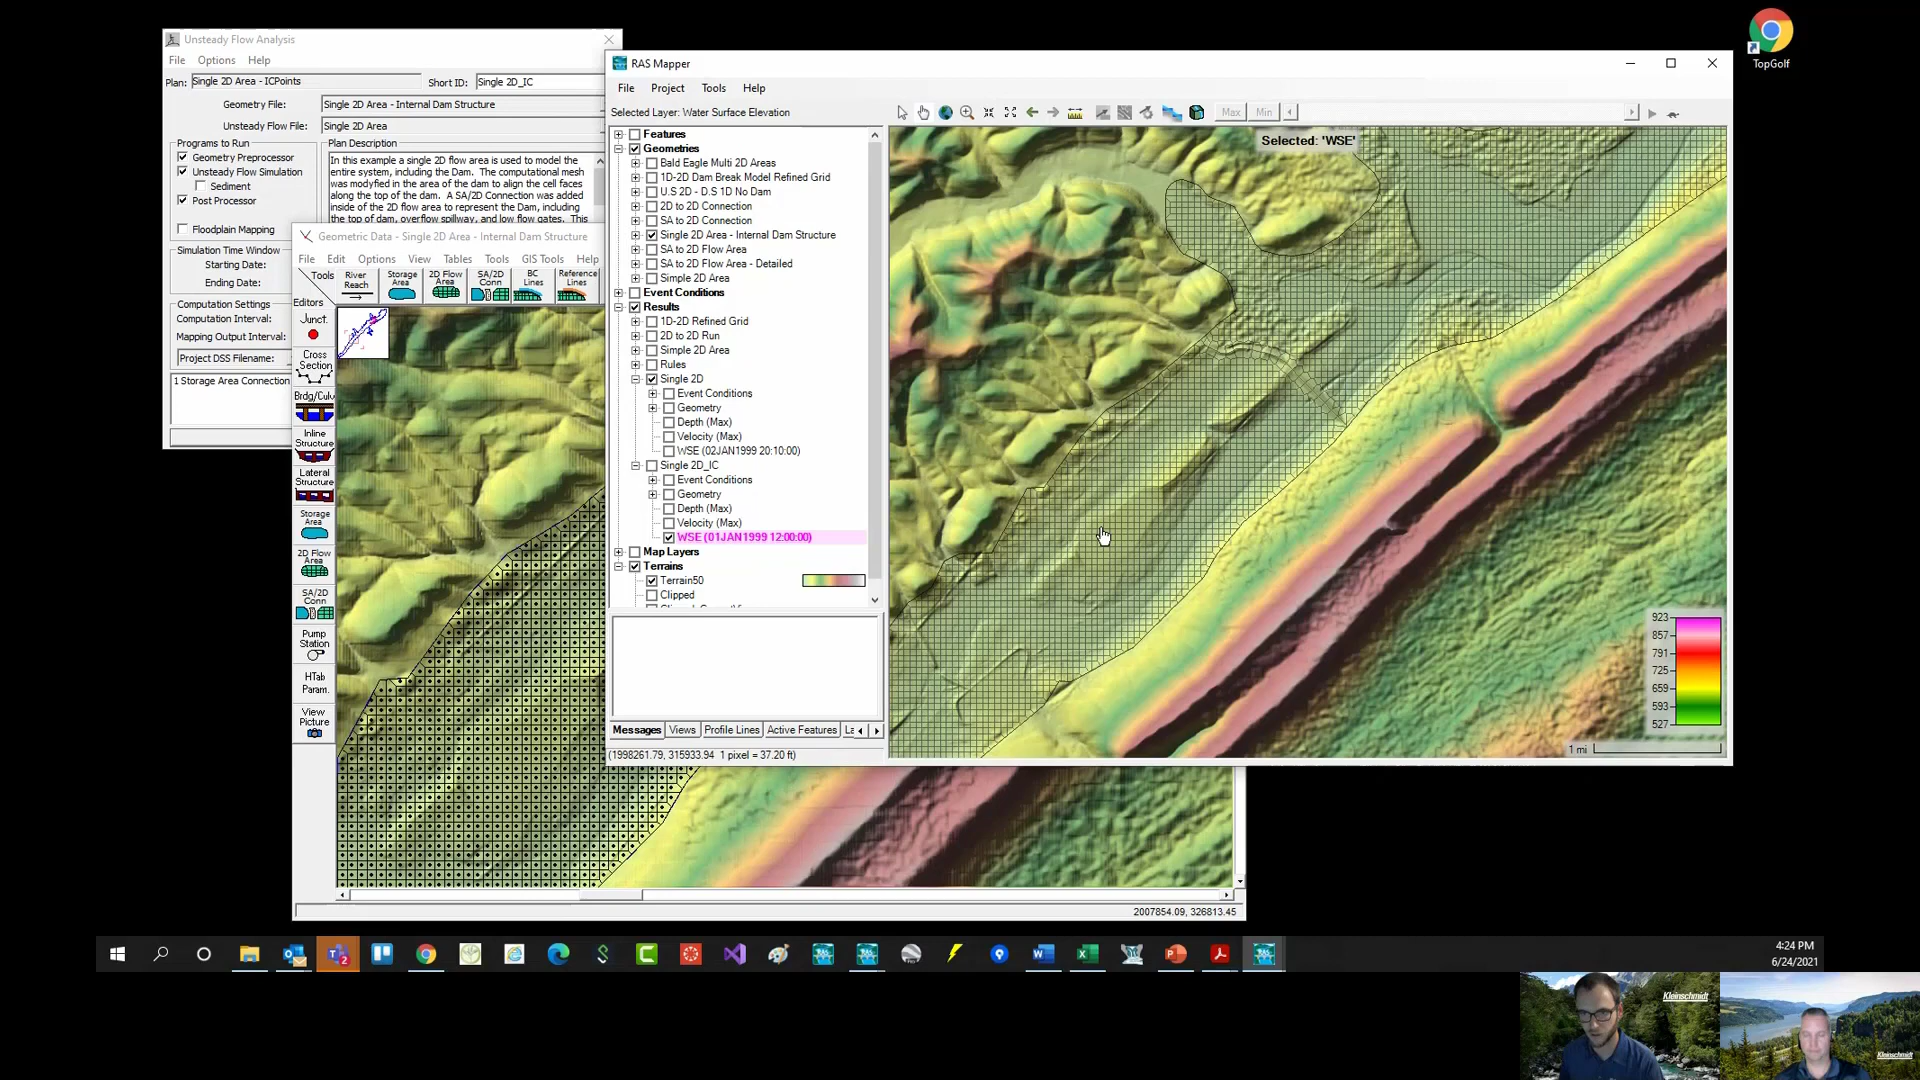 TopGolf
Unsteady Flow Analysis
File Options Help
Plan: Single 2D Area - ICPoints Short ID: Single 2D_IC
Geometry File: Single 2D Area - Internal Dam Structure
Unsteady Flow File: Single 2D Area
Programs to Run
Geometry Preprocessor
Unsteady Flow Simulation
Sediment
Post Processor
Floodplain Mapping
Plan Description
In this example a single 2D flow area is used to model the
entire system, including the Dam. The computational mesh
was modyfied in the area of the dam to align the cell faces
along the top of the dam. A SA/2D Connection was added
inside of the 2D flow area to represent the Dam, including
the top of dam, overflow spillway, and low flow gates. This
Simulation Time Window
Starting Date:
Ending Date:
Computation Settings
Computation Interval:
Mapping Output Interval:
Project DSS Filename:
1 Storage Area Connection
Geometric Data - Single 2D Area - Internal Dam Structure
File Edit Options View Tables Tools GIS Tools Help
Tools
Editors
River
Reach
Storage
Area
2D Flow
Area
SA/2D
Conn
BC
Lines
Reference
Lines
Junct.
Cross
Section
Brdg/Culv
Inline
Structure
Lateral
Structure
Storage
Area
2D Flow
Area
SA/2D
Conn
Pump
Station
HTab
Param.
View
Picture
2007854.09, 326813.45
RAS Mapper
File Project Tools Help
Selected Layer: Water Surface Elevation
Max Min
Features
Geometries
Bald Eagle Multi 2D Areas
1D-2D Dam Break Model Refined Grid
U.S 2D - D.S 1D No Dam
2D to 2D Connection
SA to 2D Connection
Single 2D Area - Internal Dam Structure
SA to 2D Flow Area
SA to 2D Flow Area - Detailed
Simple 2D Area
Event Conditions
Results
1D-2D Refined Grid
2D to 2D Run
Simple 2D Area
Rules
Single 2D
Event Conditions
Geometry
Depth (Max)
Velocity (Max)
WSE (02JAN1999 20:10:00)
Single 2D_IC
Event Conditions
Geometry
Depth (Max)
Velocity (Max)
WSE (01JAN1999 12:00:00)
Map Layers
Terrains
Terrain50
Clipped
Messages Views Profile Lines Active Features La
(1998261.79, 315933.94 1 pixel = 37.20 ft)
Selected: 'WSE'
923
857
791
725
659
593
527
1 mi
4:24 PM
6/24/2021
Kleinschmidt
Kleinschmidt